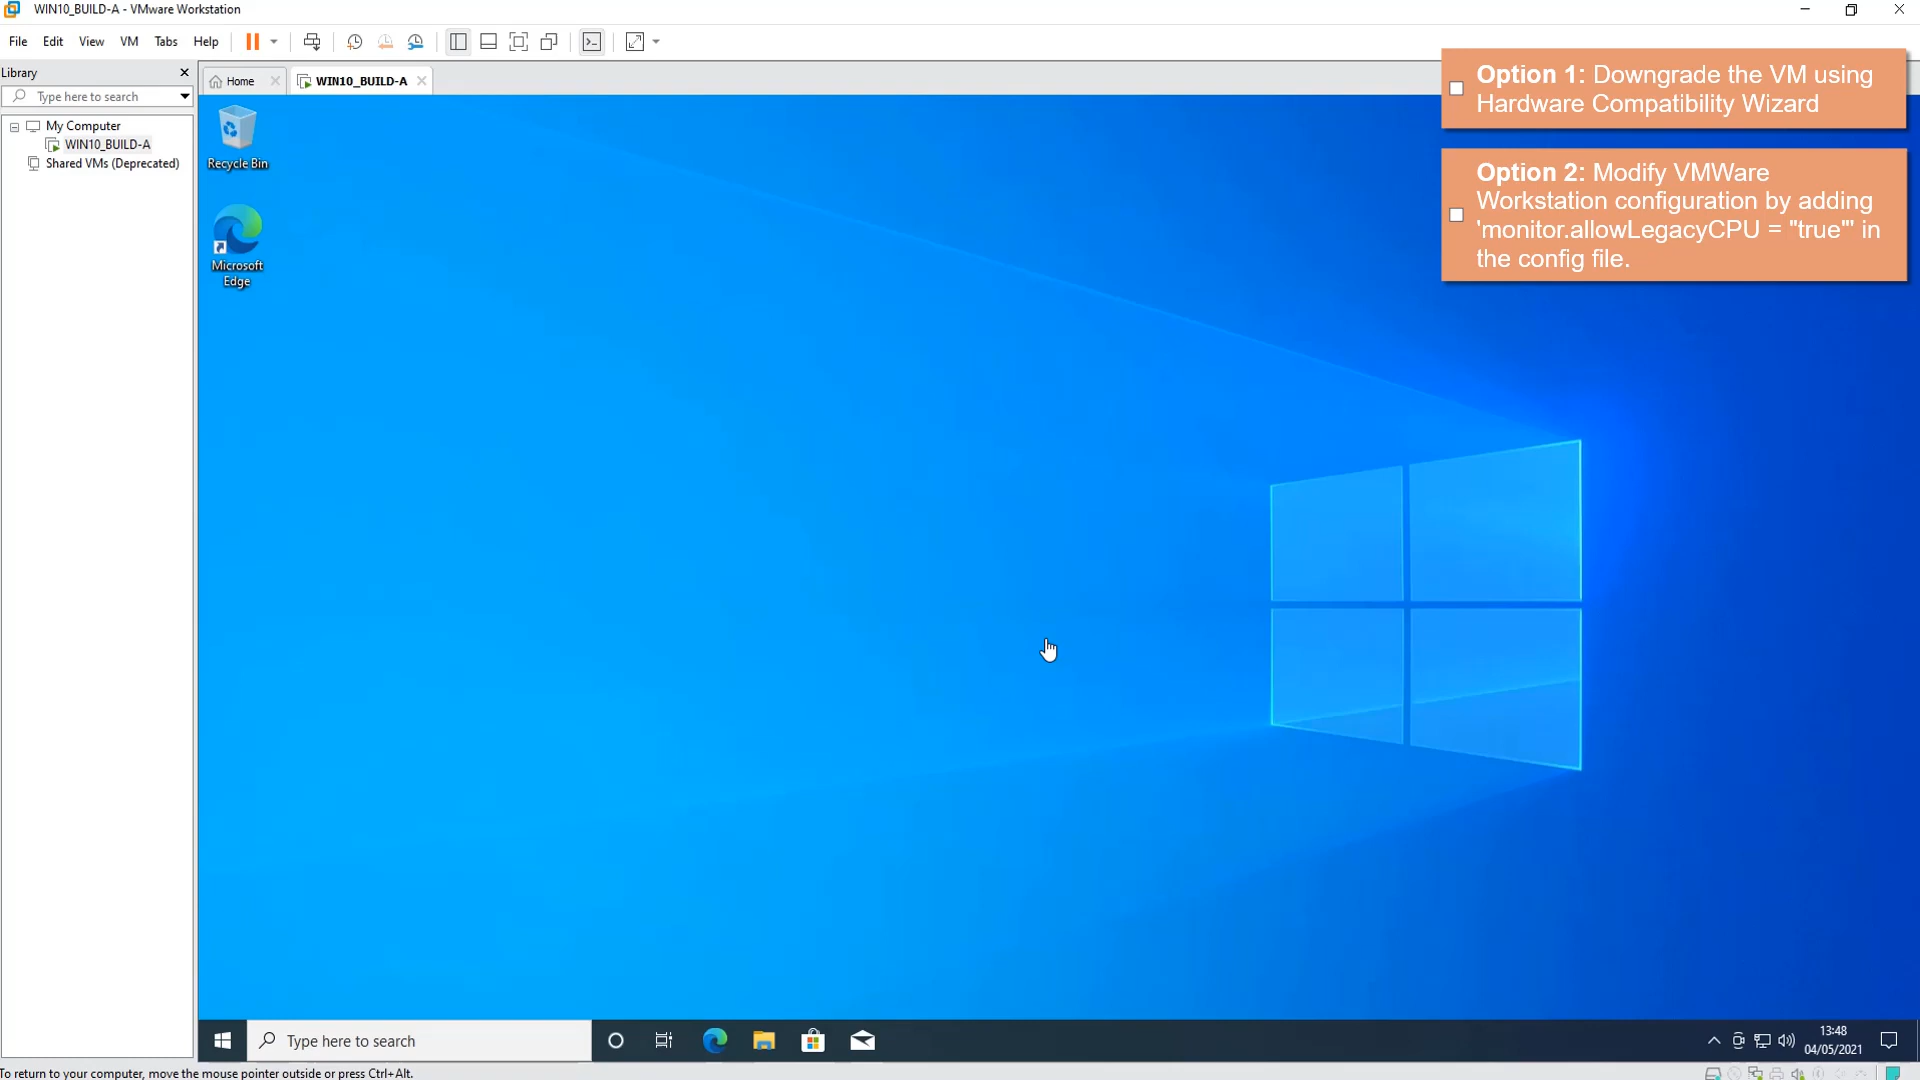 WIN10_BUILD-A - VMware Workstation
File Edit View VM Tabs Help
Library
Type here to search
My Computer
WIN10_BUILD-A
Shared VMs (Deprecated)
Home
WIN10_BUILD-A
Recycle Bin
Microsoft
Edge
Option 1: Downgrade the VM using
Hardware Compatibility Wizard
Option 2: Modify VMWare
Workstation configuration by adding
'monitor.allowLegacyCPU = "true"' in
the config file.
Type here to search
13:48
04/05/2021
To return to your computer, move the mouse pointer outside or press Ctrl+Alt.